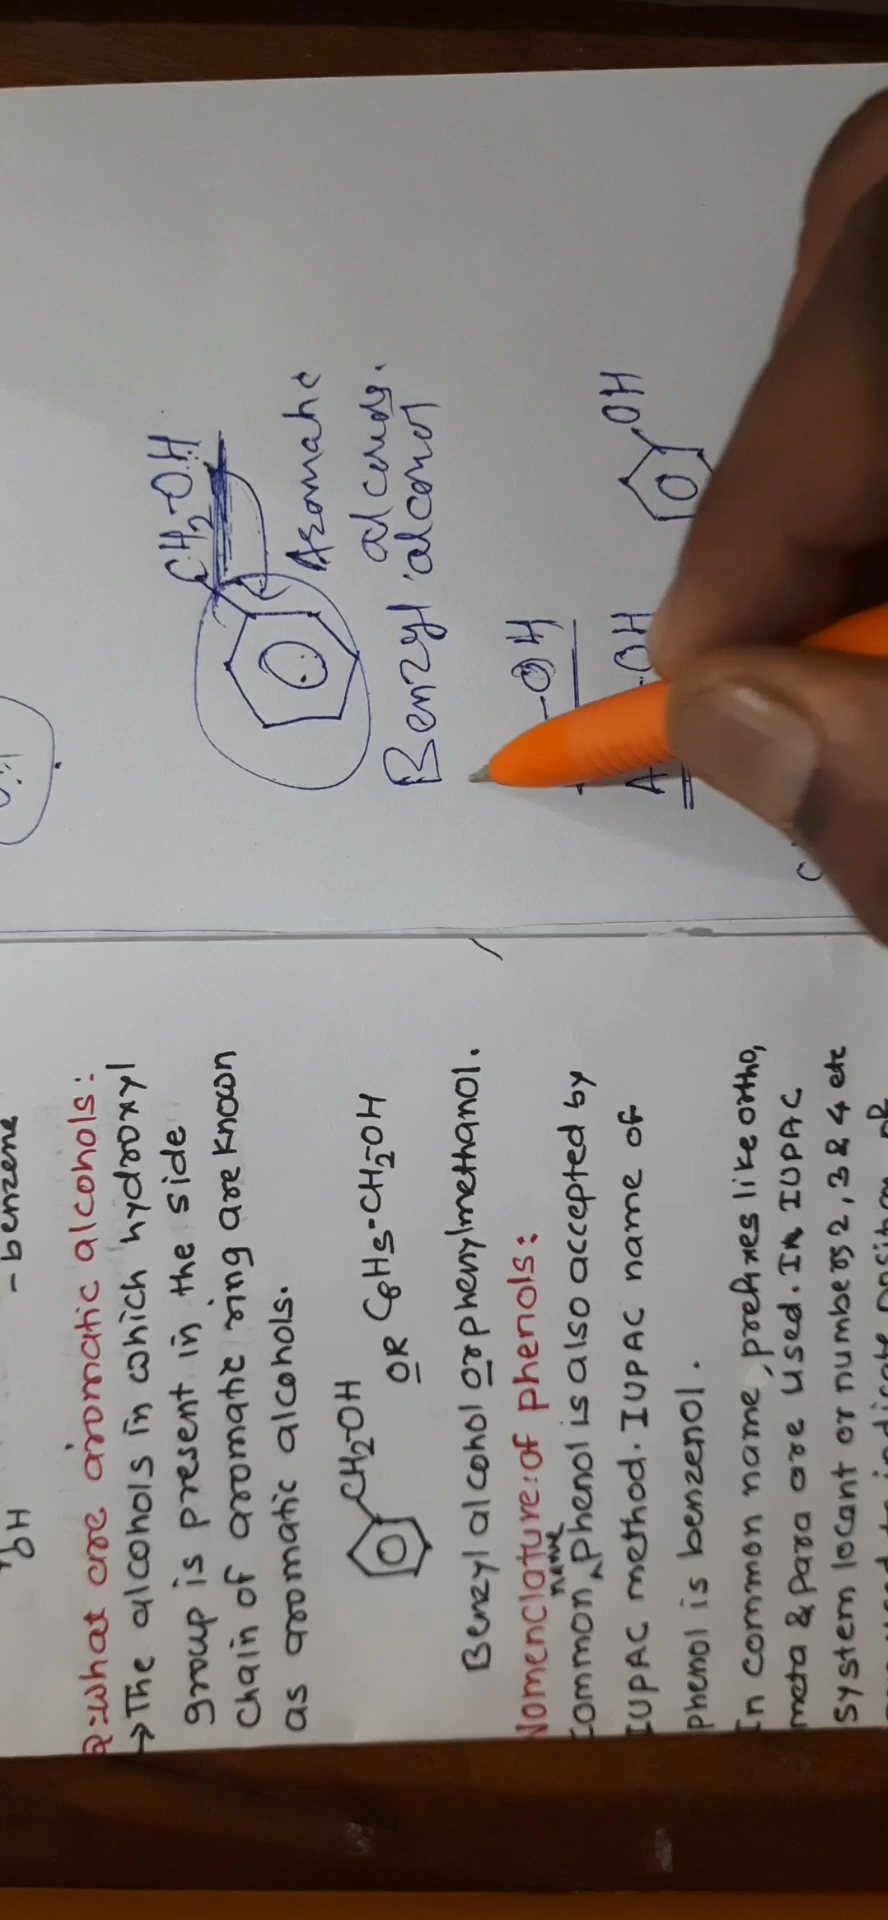 - benzene
OH
Q: what are aromatic alcohols:
→ The alcohols in which hydroxyl
group is present in the side
chain of aromatic ring are known
as aromatic alcohols.
CH₂-OH
OR C6H5-CH2-OH
Benzyl alcohol or phenylmethanol.
Nomencloture: of phenols:
Common name phenol is also accepted by
IUPAC method. IUPAC name of
phenol is benzenol.
In common name, prefixes like ortho,
meta & para are used. In IUPAC
system locant or numbers 2, 3 & 4 etc
CH₂-OH
Aromatic
alcohols.
Benzyl alcohol
-OH
-OH
OH